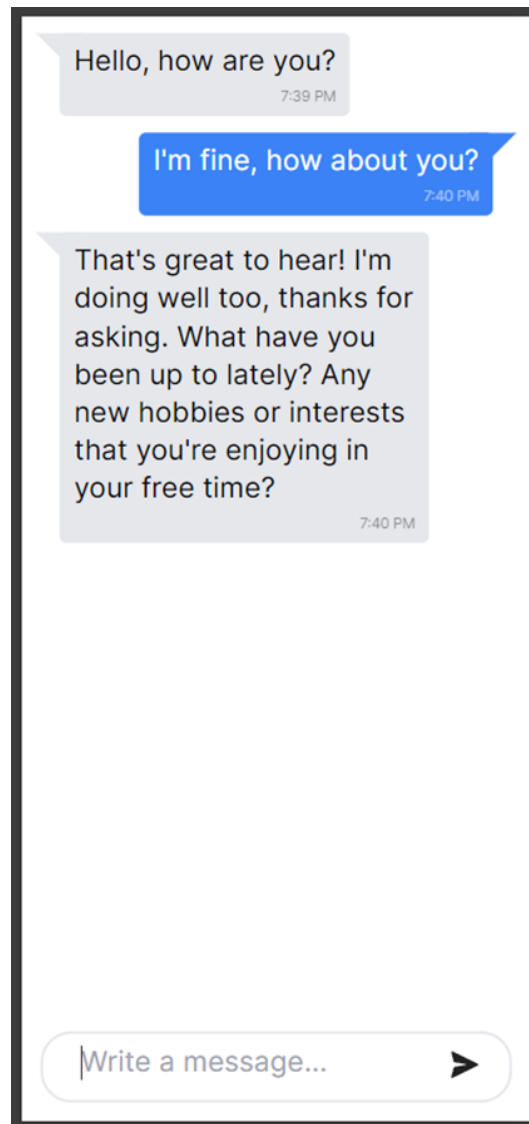 Hello, how are you?
7:39 PM
I'm fine, how about you?
7:40 PM
That's great to hear! I'm
doing well too, thanks for
asking. What have you
been up to lately? Any
new hobbies or interests
that you're enjoying in
your free time?
7:40 PM
Write a message...